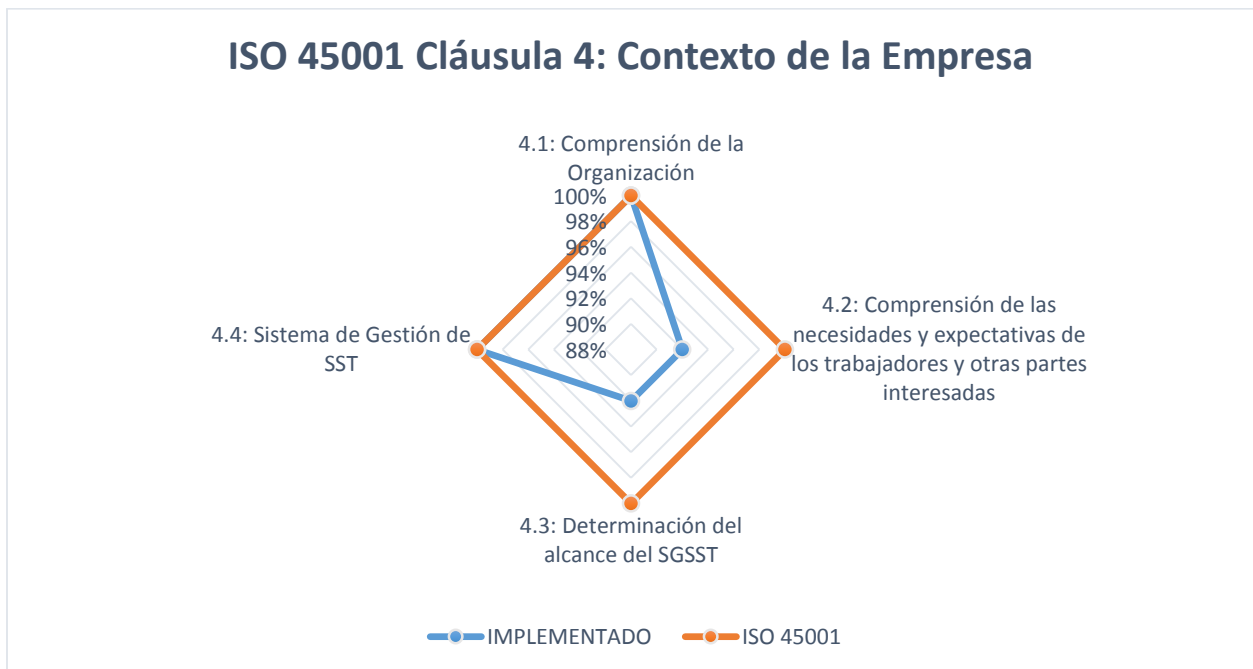 ISO 45001 Cláusula 4: Contexto de la Empresa
4.1: Comprensión de la
Organización
100%
98%
96%
94%
92%
90%
88%
4.2: Comprensión de las
necesidades y expectativas de
los trabajadores y otras partes
interesadas
4.4: Sistema de Gestión de
SST
4.3: Determinación del
alcance del SGSST
IMPLEMENTADO
ISO 45001